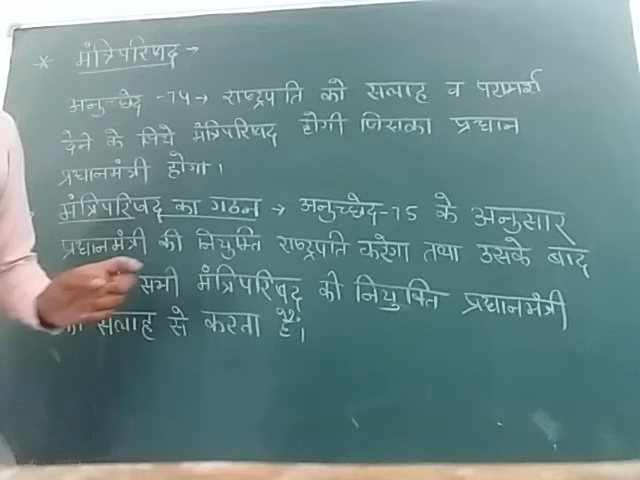 * मंत्रिपरिषद →
अनुच्छेद -74→ राष्ट्रपति को सलाह व परामर्श
देने के लिये मंत्रिपरिषद होगी जिसका प्रधान
प्रधानमंत्री होगा।
मंत्रिपरिषद का गठन → अनुच्छेद-75 के अनुसार
प्रधानमंत्री की नियुक्ति राष्ट्रपति करेगा तथा उसके बाद
सभी मंत्रिपरिषद की नियुक्ति प्रधानमंत्री
सलाह से करता है।